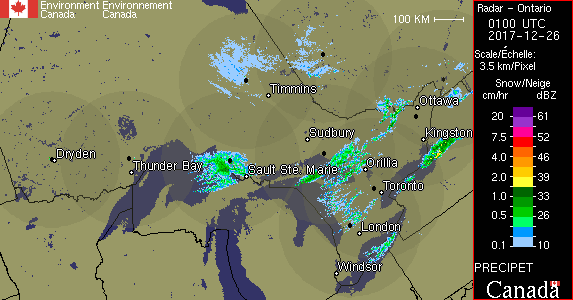 Environment Environnement
Canada Canada
100 KM
Timmins
Ottawa
Sudbury
Kingston
Dryden
Thunder Bay
Sault Ste. Marie
Orillia
Toronto
London
Windsor
Radar - Ontario
0100 UTC
2017-12-26
Scale/Échelle:
3.5 km/Pixel
Snow/Neige
cm/hr dBZ
20 61
7.5 52
4.0 46
2.0 39
1.0 33
0.5 26
0.1 10
PRECIPET
Canada